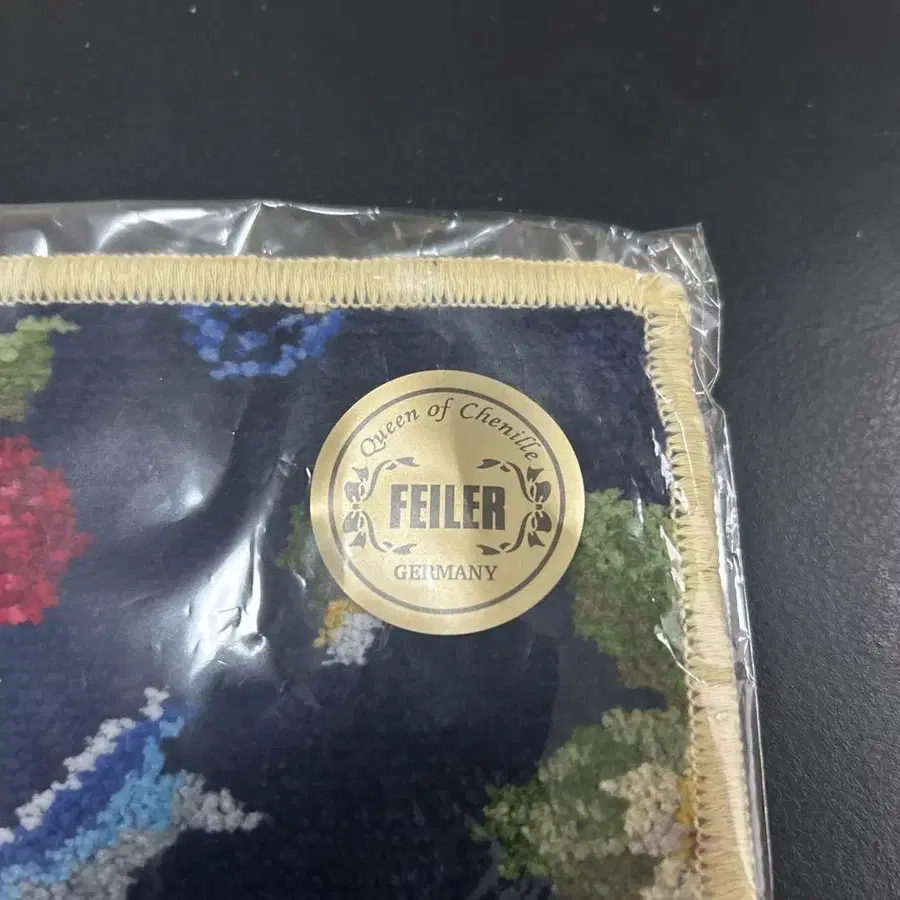 Queen of Chenille
FEILER
GERMANY